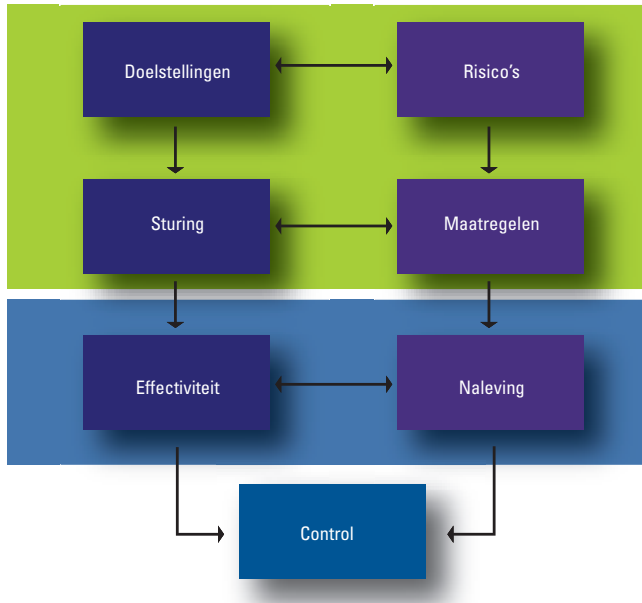 Doelstellingen
Risico's
Sturing
Maatregelen
Effectiviteit
Naleving
Control